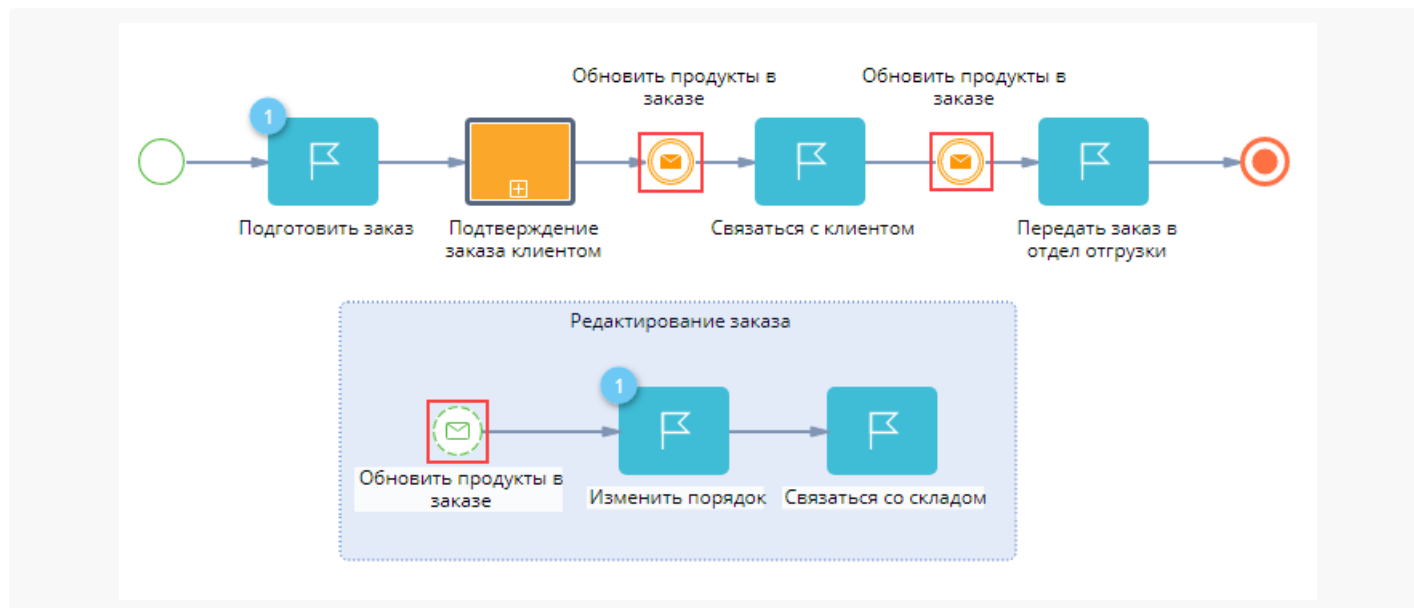 Обновить продукты в
заказе
Обновить продукты в
заказе
1
Подготовить заказ
Подтверждение
заказа клиентом
Связаться с клиентом
Передать заказ в
отдел отгрузки
Редактирование заказа
1
Обновить продукты в
заказе
Изменить порядок
Связаться со складом